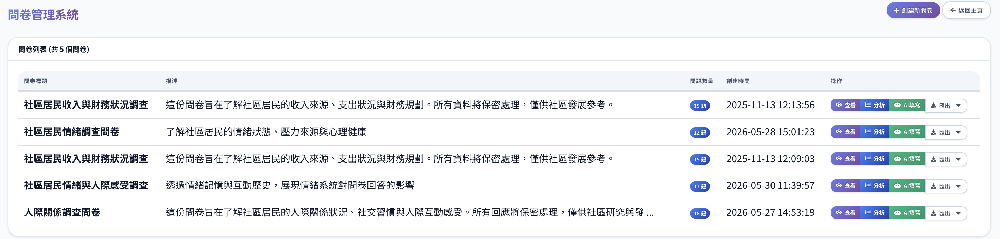 問卷管理系統
創建新問卷 返回主頁
問卷列表 (共 5 個問卷)
問卷標題 描述 問題數量 創建時間 操作
社區居民收入與財務狀況調查 這份問卷旨在了解社區居民的收入來源、支出狀況與財務規劃。所有資料將保密處理，僅供社區發展參考。 15 題 2025-11-13 12:13:56 查看 分析 AI填寫 匯出
社區居民情緒調查問卷 了解社區居民的情緒狀態、壓力來源與心理健康 12 題 2026-05-28 15:01:23 查看 分析 AI填寫 匯出
社區居民收入與財務狀況調查 這份問卷旨在了解社區居民的收入來源、支出狀況與財務規劃。所有資料將保密處理，僅供社區發展參考。 15 題 2025-11-13 12:09:03 查看 分析 AI填寫 匯出
社區居民情緒與人際感受調查 透過情緒記憶與互動歷史，展現情緒系統對問卷回答的影響 17 題 2026-05-30 11:39:57 查看 分析 AI填寫 匯出
人際關係調查問卷 這份問卷旨在了解社區居民的人際關係狀況、社交習慣與人際互動感受。所有回應將保密處理，僅供社區研究與發 ... 18 題 2026-05-27 14:53:19 查看 分析 AI填寫 匯出